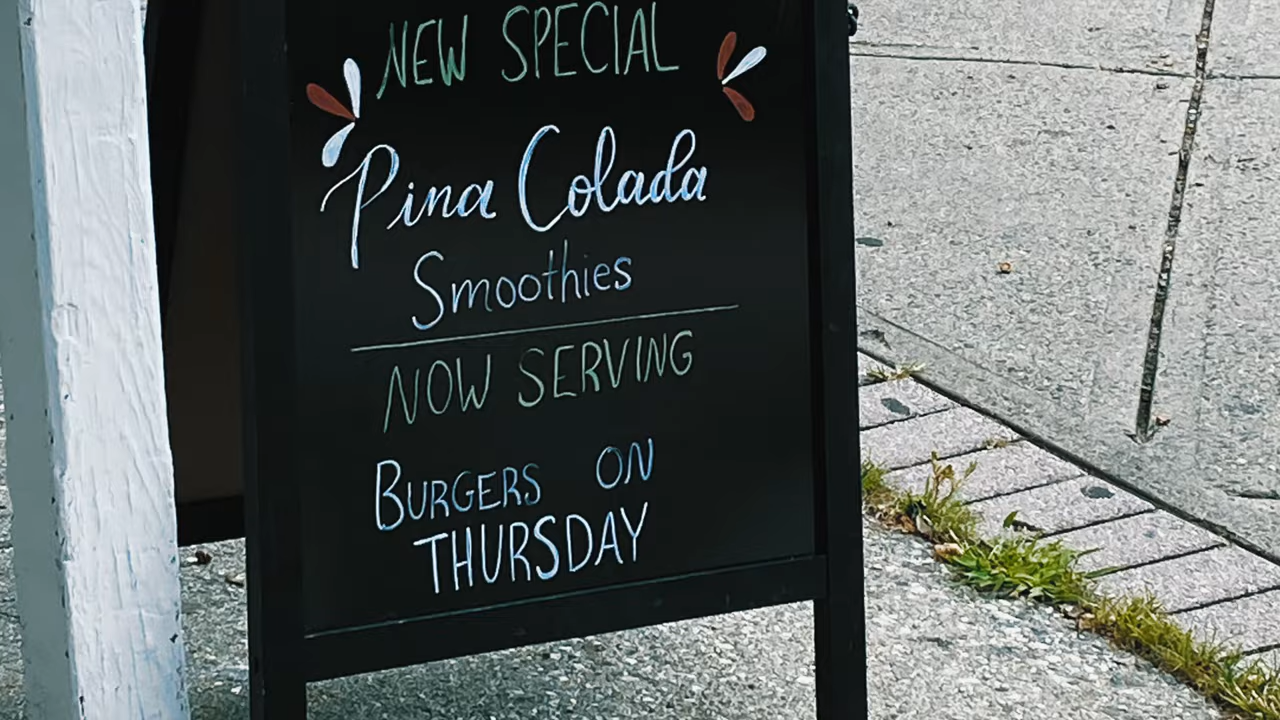 NEW SPECIAL
Pina Colada
Smoothies
NOW SERVING
BURGERS ON
THURSDAY